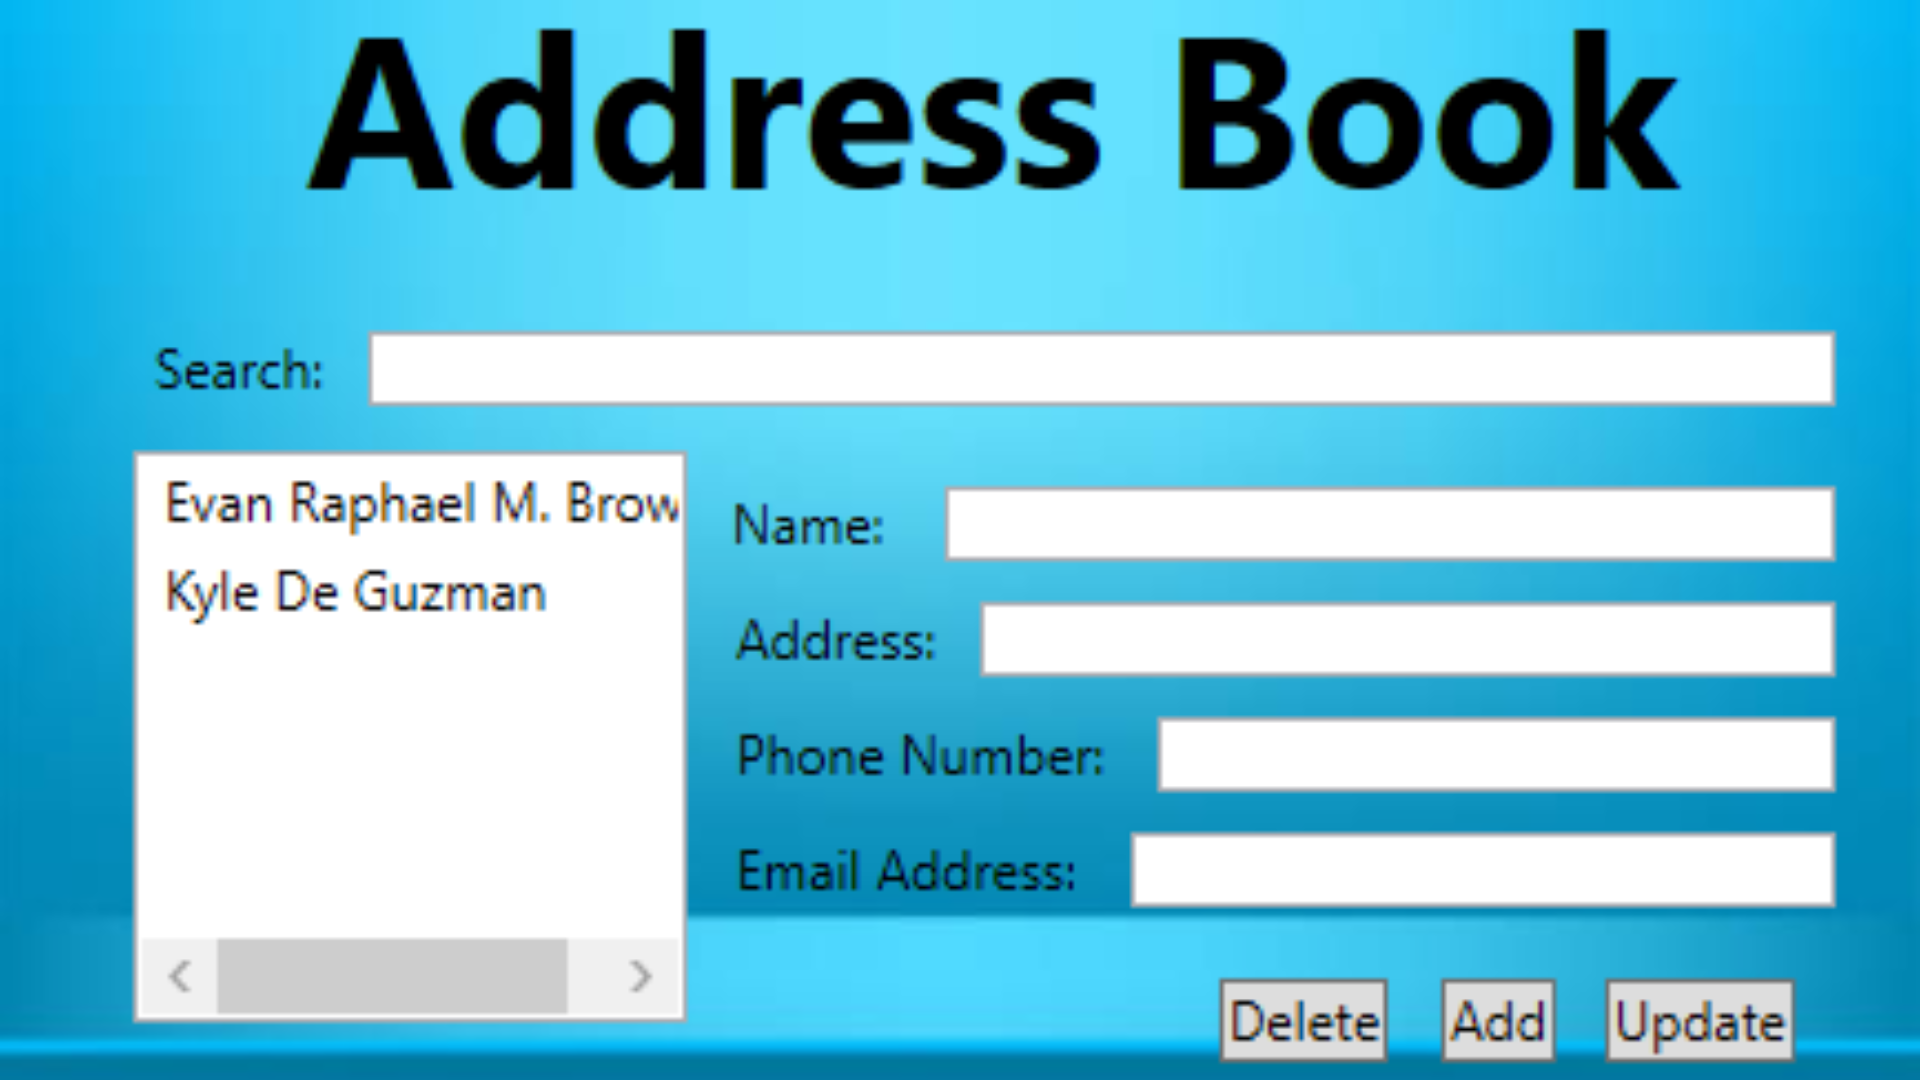 Address Book
Search:
Evan Raphael M. Brow
Kyle De Guzman
Name:
Address:
Phone Number:
Email Address:
Delete Add Update